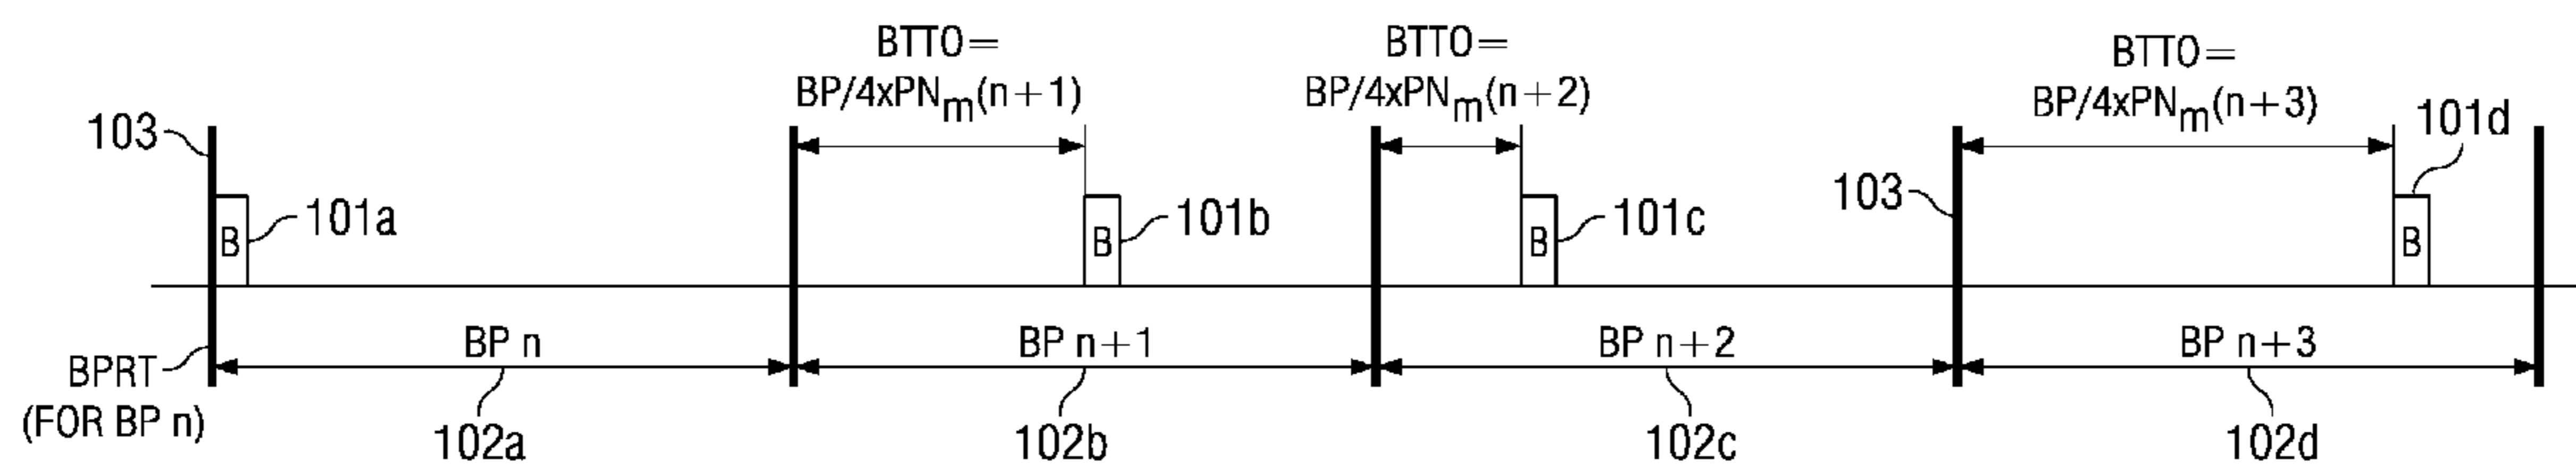 BTTO=
BP/4xPNm(n+1)
BTTO=
BP/4xPNm(n+2)
BTTO=
BP/4xPNm(n+3)
103
101d
B
101a
B
101b
B
101c
103
B
BPRT
(FOR BP n)
BP n
BP n+1
BP n+2
BP n+3
102a
102b
102c
102d